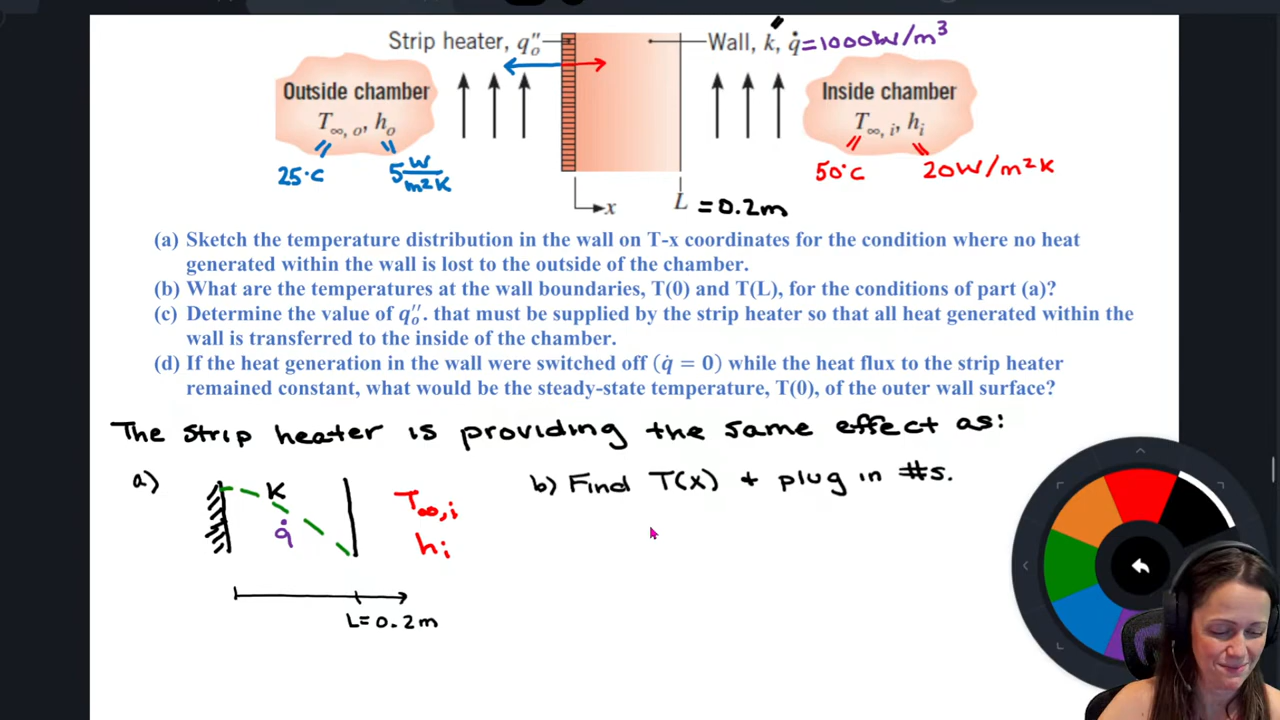 Strip heater, q''o
Wall, k, q̇ =1000kW/m³
Outside chamber
T∞, o, ho
25°C
5 W/m²K
Inside chamber
T∞, i, hi
50°C
20W/m²K
x
L = 0.2m
(a) Sketch the temperature distribution in the wall on T-x coordinates for the condition where no heat
generated within the wall is lost to the outside of the chamber.
(b) What are the temperatures at the wall boundaries, T(0) and T(L), for the conditions of part (a)?
(c) Determine the value of q''o. that must be supplied by the strip heater so that all heat generated within the
wall is transferred to the inside of the chamber.
(d) If the heat generation in the wall were switched off (q̇ = 0) while the heat flux to the strip heater
remained constant, what would be the steady-state temperature, T(0), of the outer wall surface?
The strip heater is providing the same effect as:
a)
K
q̇
T∞,i
hi
L=0.2m
b) Find T(x) + plug in #s.